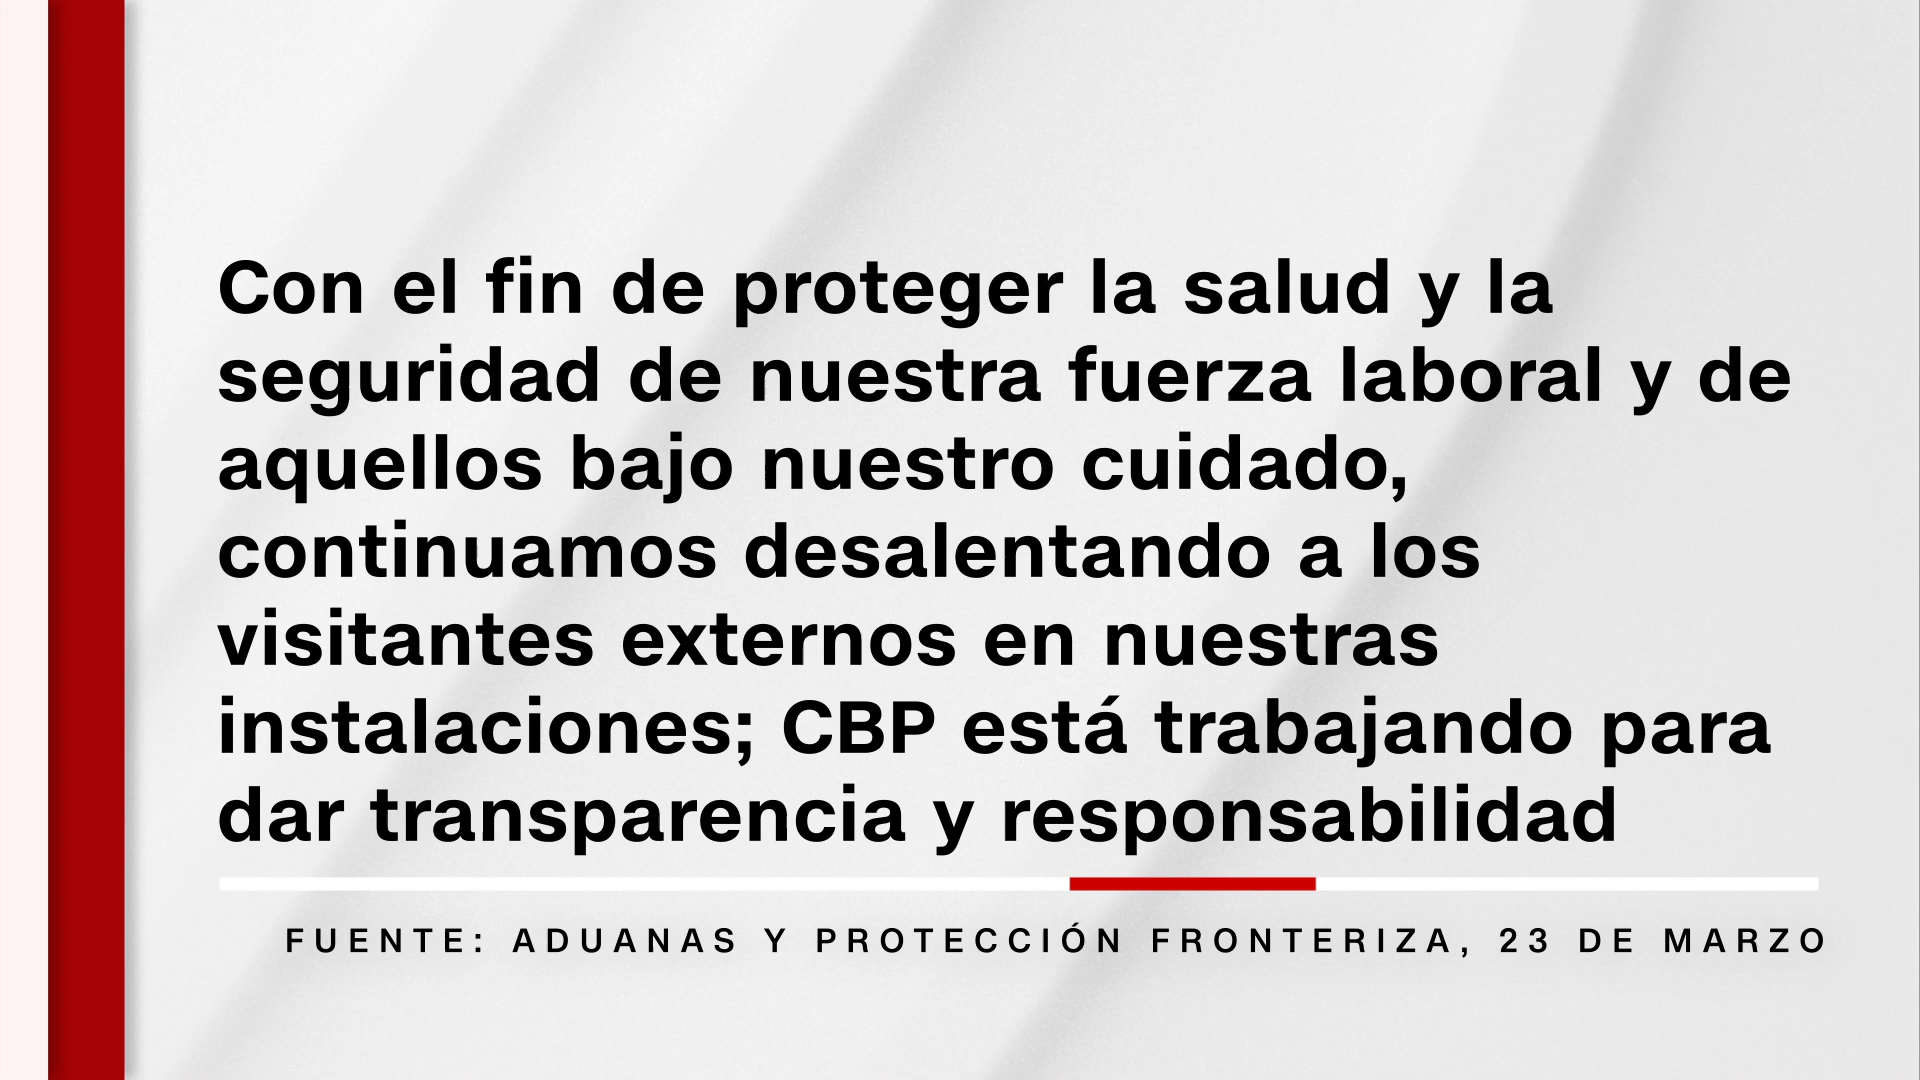 Con el fin de proteger la salud y la
seguridad de nuestra fuerza laboral y de
aquellos bajo nuestro cuidado,
continuamos desalentando a los
visitantes externos en nuestras
instalaciones; CBP está trabajando para
dar transparencia y responsabilidad
FUENTE: ADUANAS Y PROTECCIÓN FRONTERIZA, 23 DE MARZO